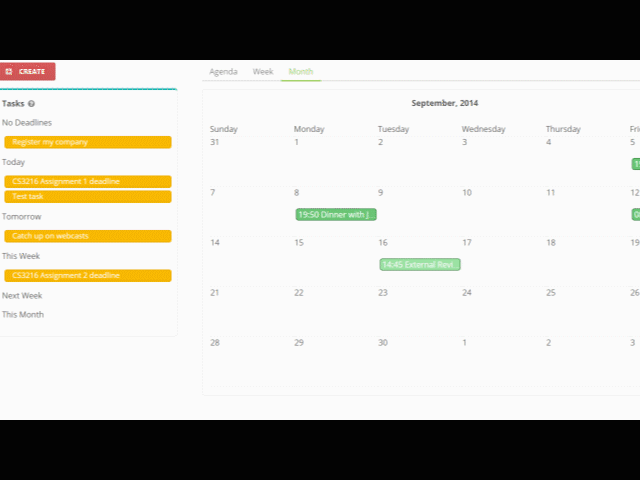 CREATE
Agenda Week Month
Tasks
No Deadlines
Register my company
Today
CS3216 Assignment 1 deadline
Test task
Tomorrow
Catch up on webcasts
This Week
CS3216 Assignment 2 deadline
Next Week
This Month
September, 2014
Sunday Monday Tuesday Wednesday Thursday Fri
31 1 2 3 4 5
7 8 9 10 11 12
19:50 Dinner with J...
14 15 16 17 18 19
14:45 External Revi...
21 22 23 24 25 26
28 29 30 1 2 3